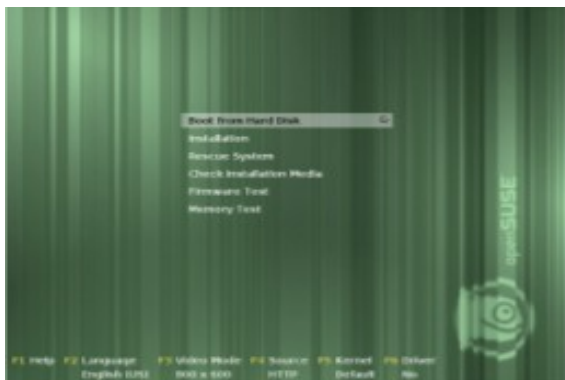 Boot from Hard Disk
Installation
Rescue System
Check Installation Media
Firmware Test
Memory Test
openSUSE
F1 Help F2 Language F3 Video Mode F4 Source F5 Kernel F6 Driver
English (US) 800 x 600 HTTP Default No